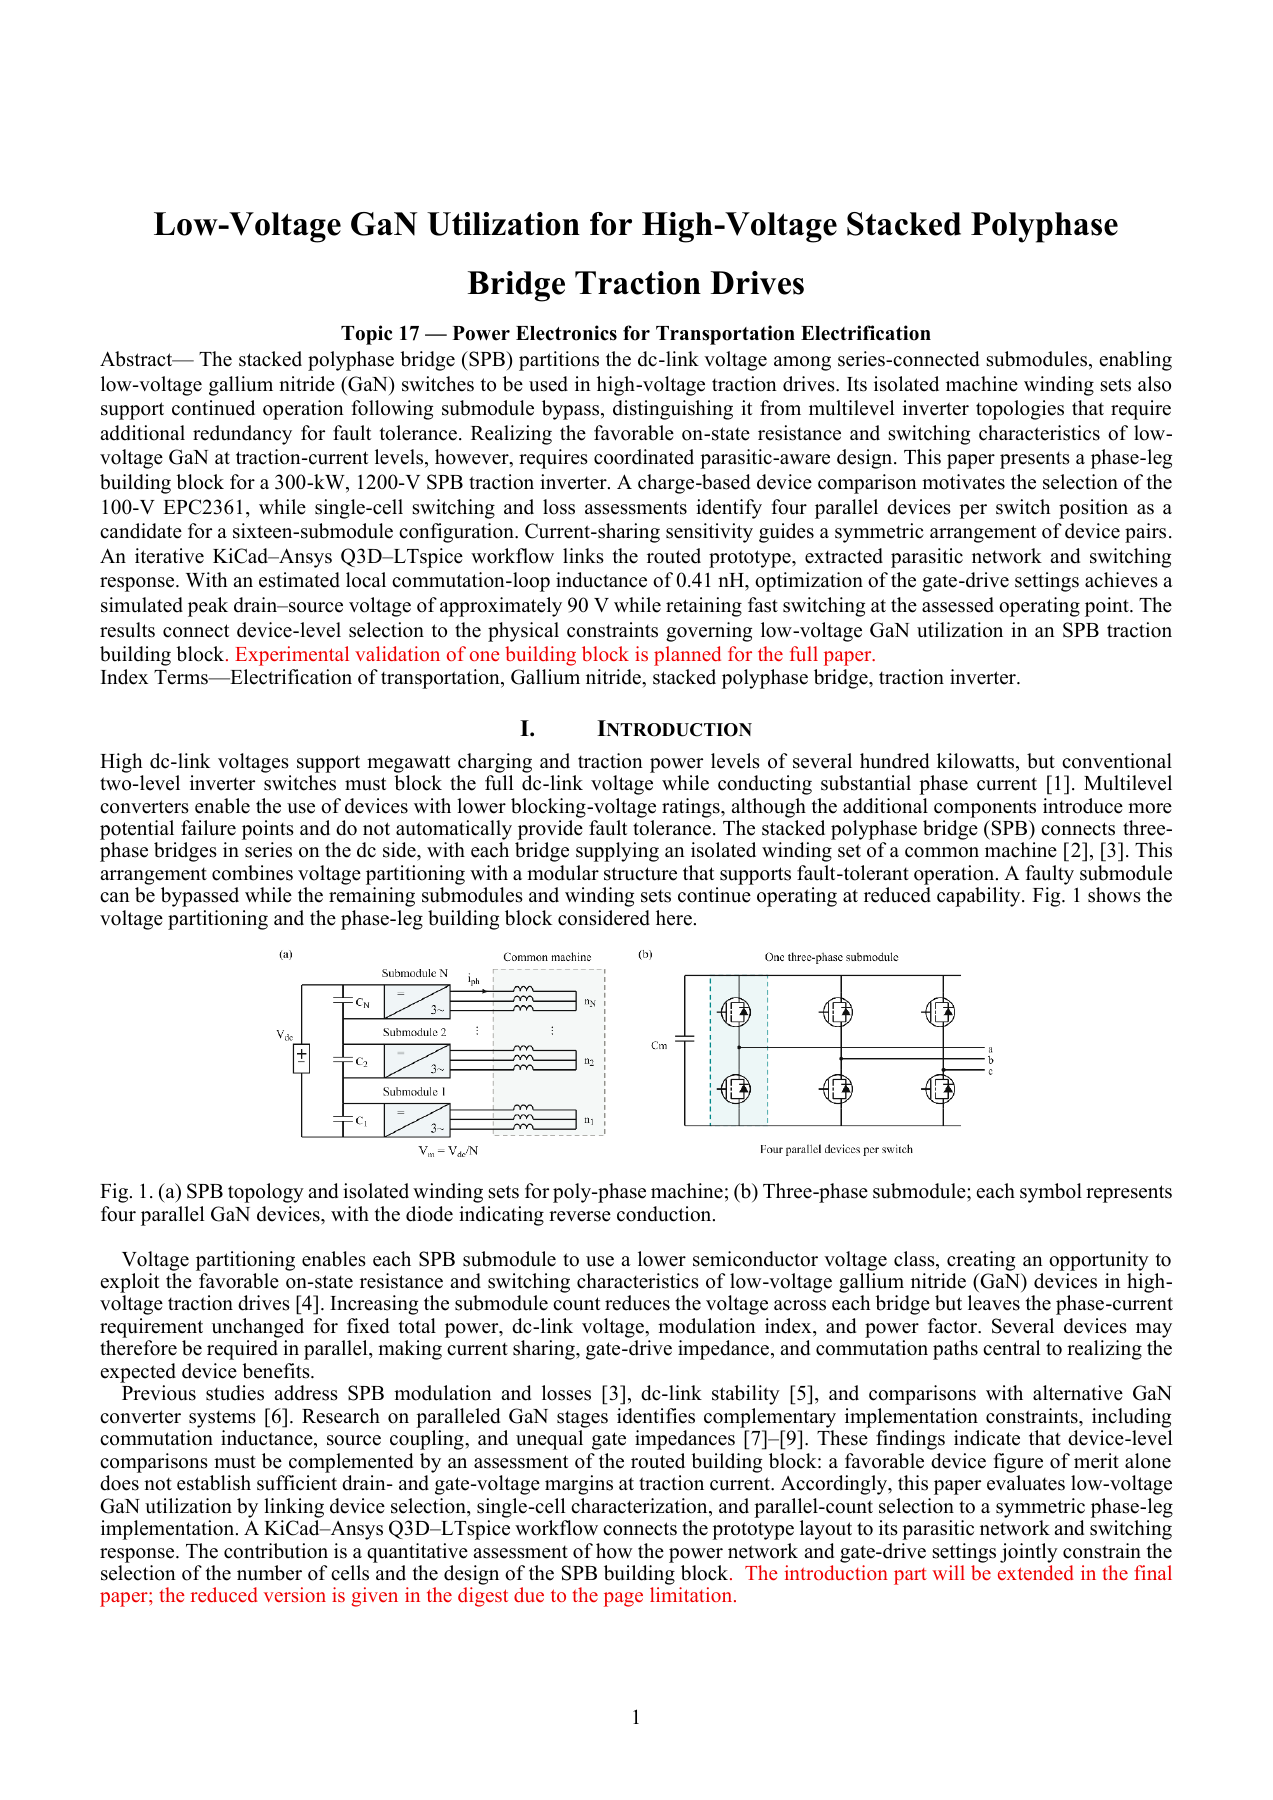 Low-Voltage GaN Utilization for High-Voltage Stacked Polyphase
Bridge Traction Drives
Topic 17 — Power Electronics for Transportation Electrification
Abstract— The stacked polyphase bridge (SPB) partitions the dc-link voltage among series-connected submodules, enabling
low-voltage gallium nitride (GaN) switches to be used in high-voltage traction drives. Its isolated machine winding sets also
support continued operation following submodule bypass, distinguishing it from multilevel inverter topologies that require
additional redundancy for fault tolerance. Realizing the favorable on-state resistance and switching characteristics of low-
voltage GaN at traction-current levels, however, requires coordinated parasitic-aware design. This paper presents a phase-leg
building block for a 300-kW, 1200-V SPB traction inverter. A charge-based device comparison motivates the selection of the
100-V EPC2361, while single-cell switching and loss assessments identify four parallel devices per switch position as a
candidate for a sixteen-submodule configuration. Current-sharing sensitivity guides a symmetric arrangement of device pairs.
An iterative KiCad–Ansys Q3D–LTspice workflow links the routed prototype, extracted parasitic network and switching
response. With an estimated local commutation-loop inductance of 0.41 nH, optimization of the gate-drive settings achieves a
simulated peak drain–source voltage of approximately 90 V while retaining fast switching at the assessed operating point. The
results connect device-level selection to the physical constraints governing low-voltage GaN utilization in an SPB traction
building block. Experimental validation of one building block is planned for the full paper.
Index Terms—Electrification of transportation, Gallium nitride, stacked polyphase bridge, traction inverter.
I. INTRODUCTION
High dc-link voltages support megawatt charging and traction power levels of several hundred kilowatts, but conventional
two-level inverter switches must block the full dc-link voltage while conducting substantial phase current [1]. Multilevel
converters enable the use of devices with lower blocking-voltage ratings, although the additional components introduce more
potential failure points and do not automatically provide fault tolerance. The stacked polyphase bridge (SPB) connects three-
phase bridges in series on the dc side, with each bridge supplying an isolated winding set of a common machine [2], [3]. This
arrangement combines voltage partitioning with a modular structure that supports fault-tolerant operation. A faulty submodule
can be bypassed while the remaining submodules and winding sets continue operating at reduced capability. Fig. 1 shows the
voltage partitioning and the phase-leg building block considered here.
(a)
Common machine
Submodule N
iph
CN
=
3~
nN
Vdc
Submodule 2
⋮
⋮
+
−
C2
=
3~
n2
Submodule 1
C1
=
3~
n1
Vm = Vdc/N
(b)
One three-phase submodule
Cm
a
b
c
Four parallel devices per switch
Fig. 1. (a) SPB topology and isolated winding sets for poly-phase machine; (b) Three-phase submodule; each symbol represents
four parallel GaN devices, with the diode indicating reverse conduction.
Voltage partitioning enables each SPB submodule to use a lower semiconductor voltage class, creating an opportunity to
exploit the favorable on-state resistance and switching characteristics of low-voltage gallium nitride (GaN) devices in high-
voltage traction drives [4]. Increasing the submodule count reduces the voltage across each bridge but leaves the phase-current
requirement unchanged for fixed total power, dc-link voltage, modulation index, and power factor. Several devices may
therefore be required in parallel, making current sharing, gate-drive impedance, and commutation paths central to realizing the
expected device benefits.
Previous studies address SPB modulation and losses [3], dc-link stability [5], and comparisons with alternative GaN
converter systems [6]. Research on paralleled GaN stages identifies complementary implementation constraints, including
commutation inductance, source coupling, and unequal gate impedances [7]–[9]. These findings indicate that device-level
comparisons must be complemented by an assessment of the routed building block: a favorable device figure of merit alone
does not establish sufficient drain- and gate-voltage margins at traction current. Accordingly, this paper evaluates low-voltage
GaN utilization by linking device selection, single-cell characterization, and parallel-count selection to a symmetric phase-leg
implementation. A KiCad–Ansys Q3D–LTspice workflow connects the prototype layout to its parasitic network and switching
response. The contribution is a quantitative assessment of how the power network and gate-drive settings jointly constrain the
selection of the number of cells and the design of the SPB building block. The introduction part will be extended in the final
paper; the reduced version is given in the digest due to the page limitation.
1